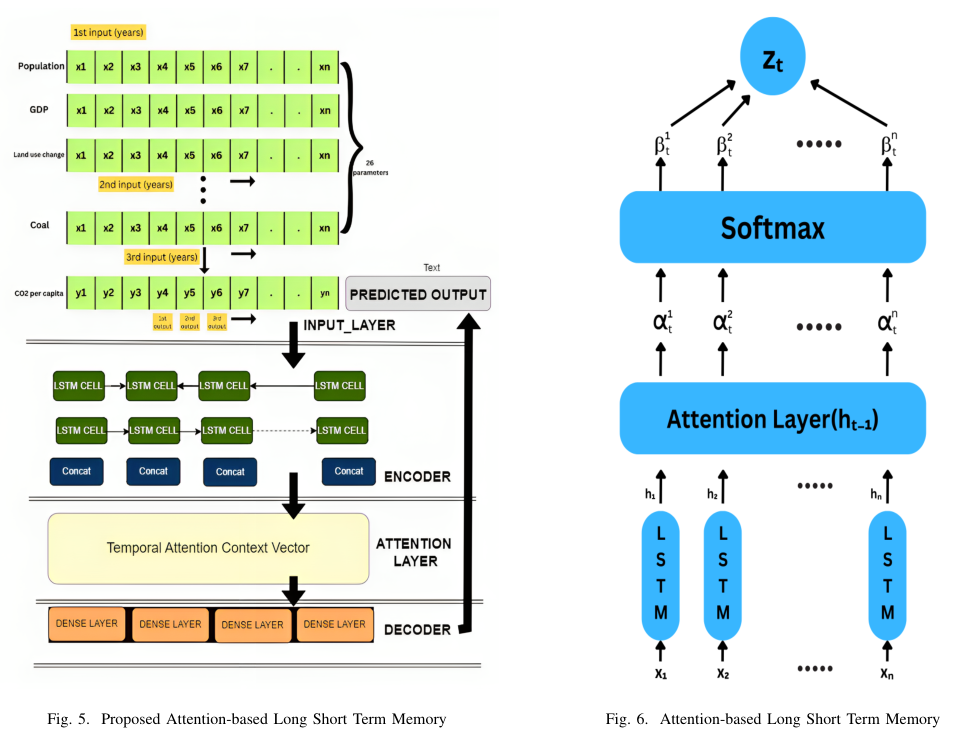 1st input (years)
Population x1 x2 x3 x4 x5 x6 x7 . . xn
GDP x1 x2 x3 x4 x5 x6 x7 . . xn
Land use change x1 x2 x3 x4 x5 x6 x7 . . xn
26
parameters
2nd input (years)
Coal x1 x2 x3 x4 x5 x6 x7 . . xn
3rd input (years)
Text
CO2 per capita y1 y2 y3 y4 y5 y6 y7 . . yn PREDICTED OUTPUT
1st output 2nd output 3rd output
INPUT_LAYER
LSTM CELL LSTM CELL LSTM CELL LSTM CELL
LSTM CELL LSTM CELL LSTM CELL LSTM CELL
Concat Concat Concat Concat
ENCODER
Temporal Attention Context Vector
ATTENTION
LAYER
DENSE LAYER DENSE LAYER DENSE LAYER DENSE LAYER
DECODER
Fig. 5. Proposed Attention-based Long Short Term Memory
zₜ
βₜ¹ βₜ² ..... βₜⁿ
Softmax
αₜ¹ αₜ² ..... αₜⁿ
Attention Layer(hₜ₋₁)
h₁ h₂ ..... hₙ
LSTM LSTM LSTM
x₁ x₂ ..... xₙ
Fig. 6. Attention-based Long Short Term Memory